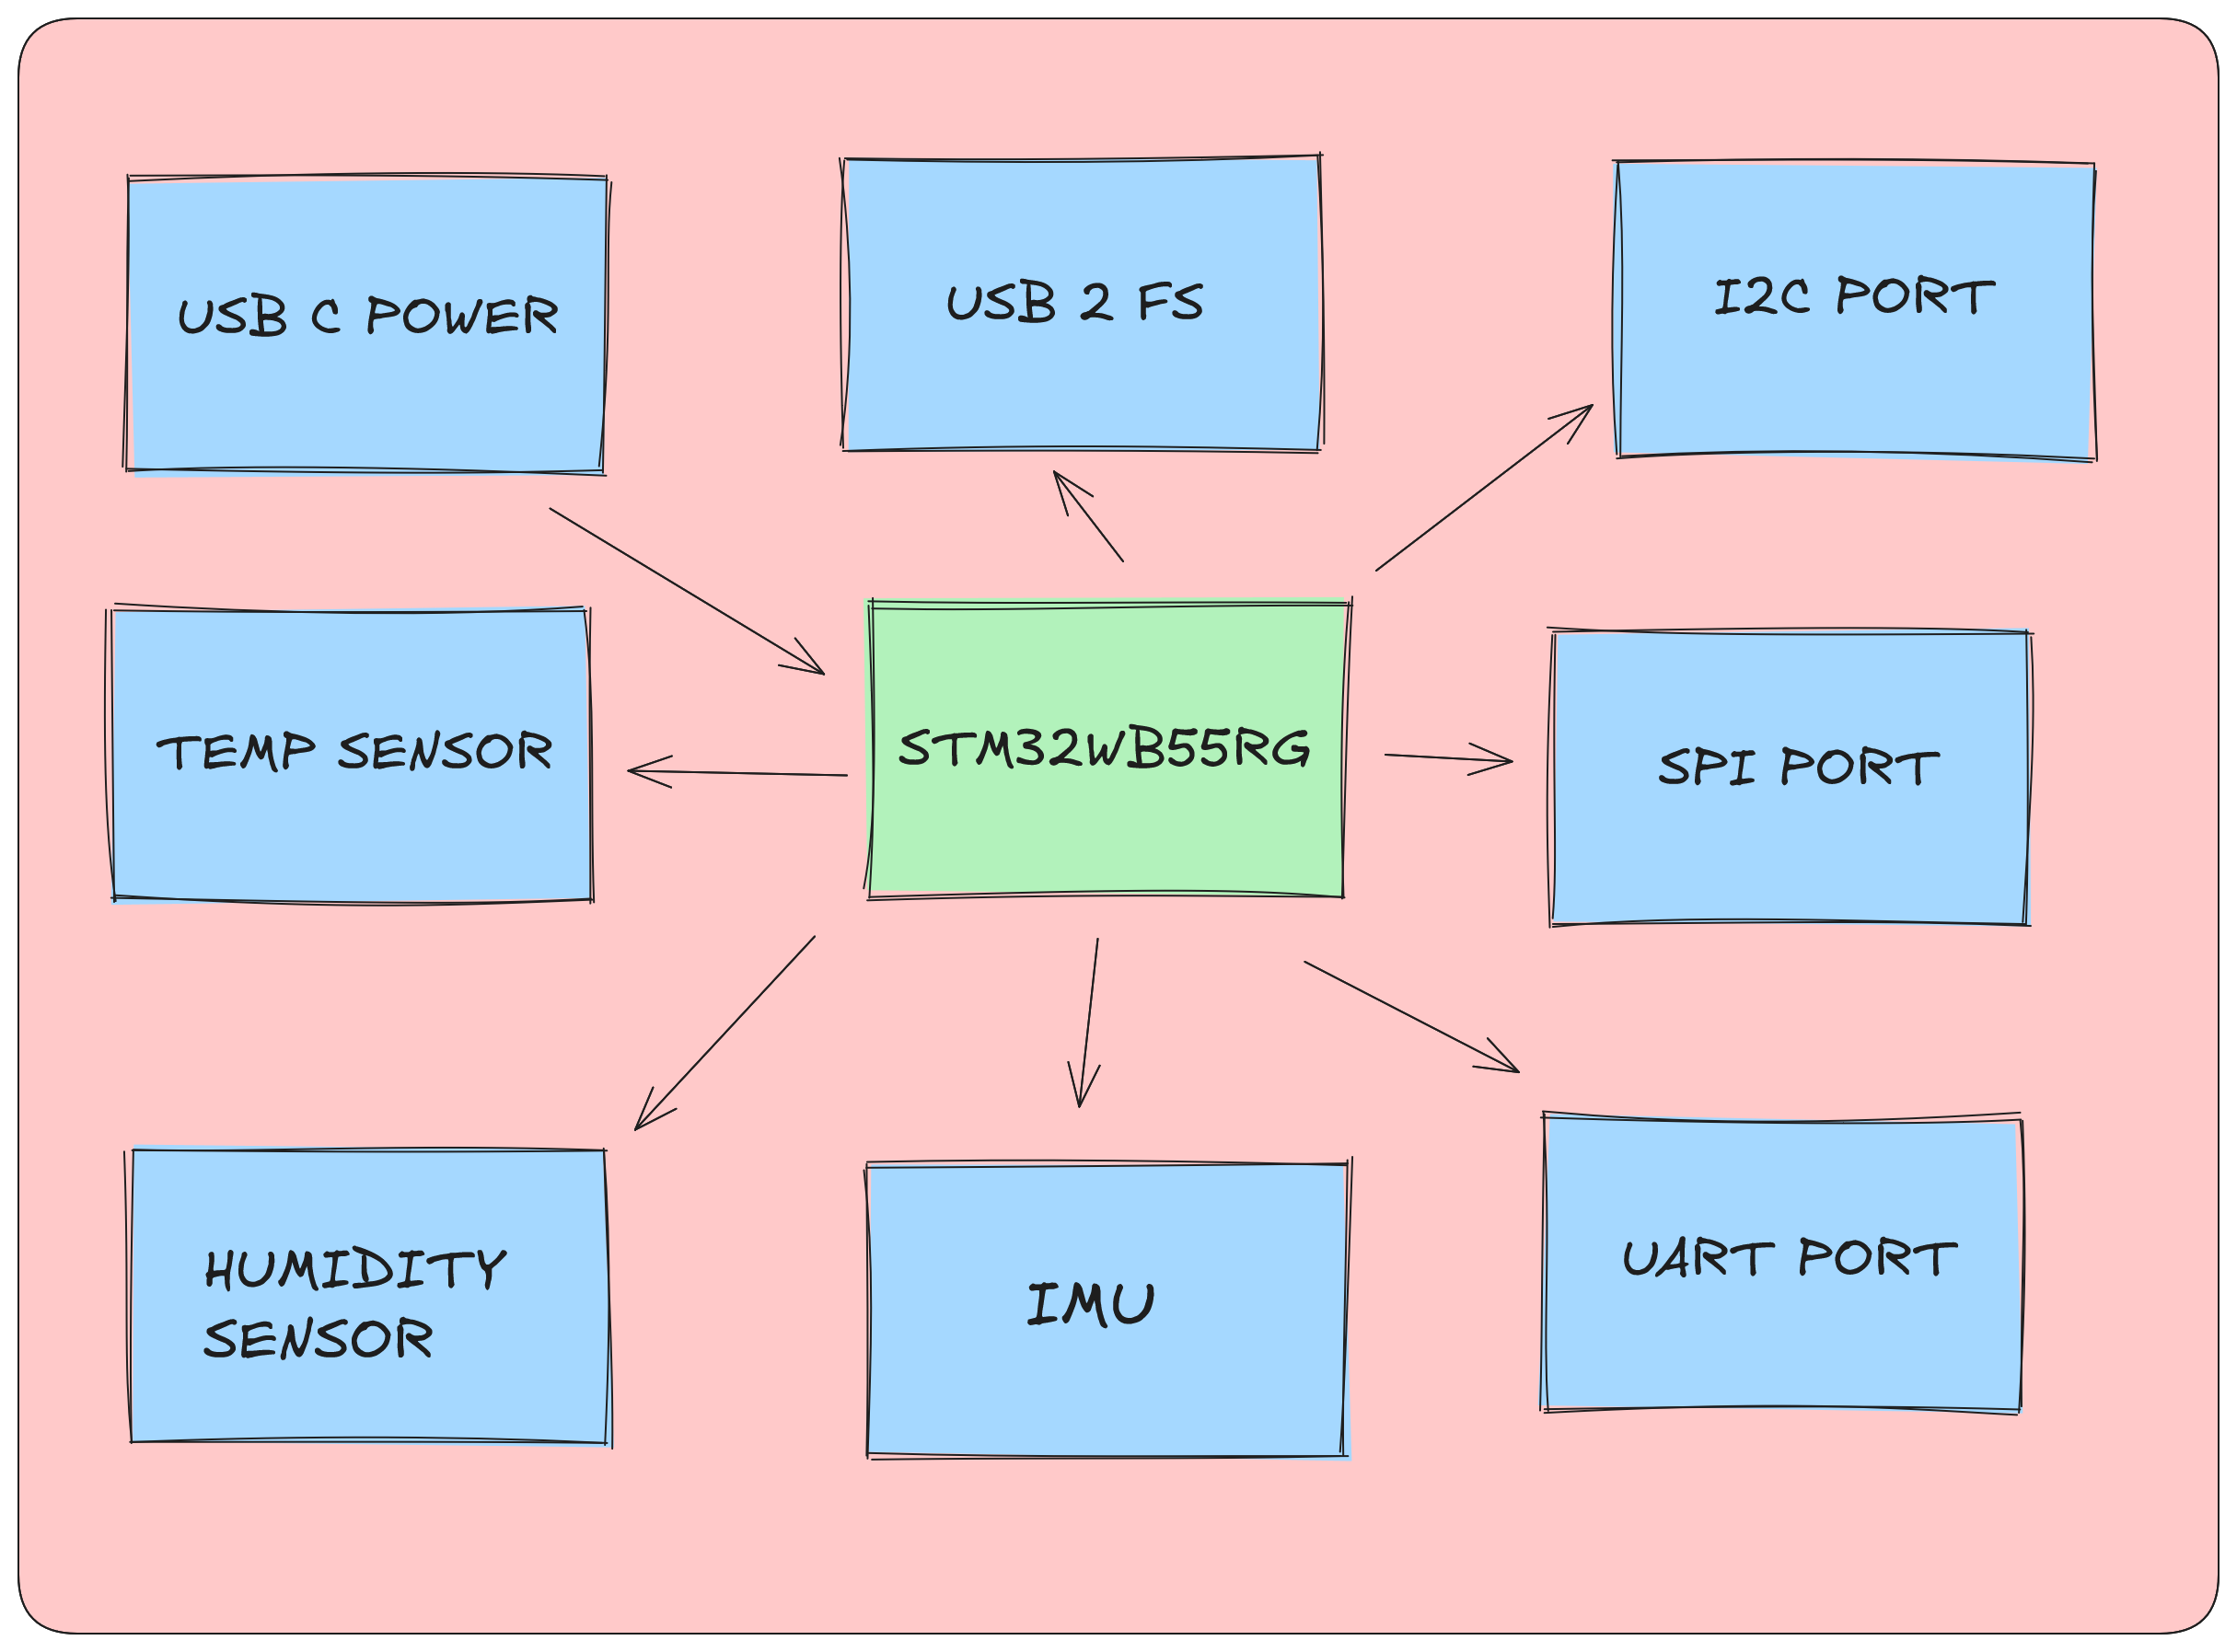 USB C POWER
USB 2 FS
I2C PORT
TEMP SENSOR
STM32WB55RG
SPI PORT
HUMIDITY
SENSOR
IMU
UART PORT